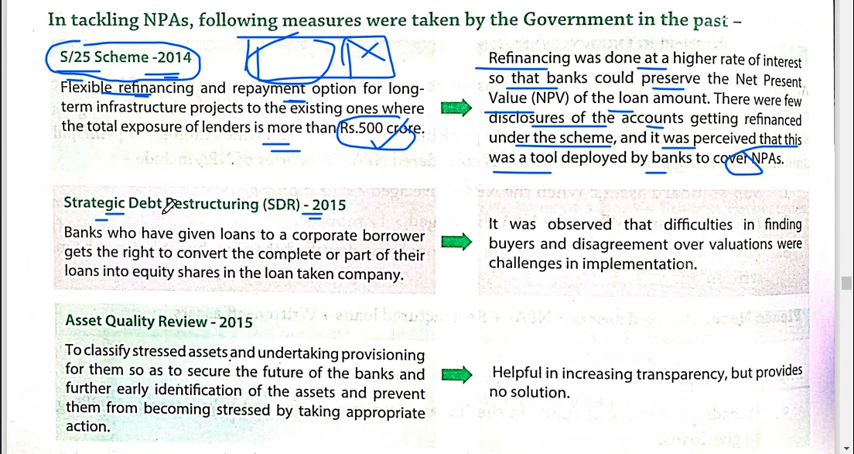 In tackling NPAs, following measures were taken by the Government in the past –
S/25 Scheme -2014
Flexible refinancing and repayment option for long-
term infrastructure projects to the existing ones where
the total exposure of lenders is more than Rs.500 crore.
Refinancing was done at a higher rate of interest
so that banks could preserve the Net Present
Value (NPV) of the loan amount. There were few
disclosures of the accounts getting refinanced
under the scheme, and it was perceived that this
was a tool deployed by banks to cover NPAs.
Strategic Debt Restructuring (SDR) - 2015
Banks who have given loans to a corporate borrower
gets the right to convert the complete or part of their
loans into equity shares in the loan taken company.
It was observed that difficulties in finding
buyers and disagreement over valuations were
challenges in implementation.
Asset Quality Review - 2015
To classify stressed assets and undertaking provisioning
for them so as to secure the future of the banks and
further early identification of the assets and prevent
them from becoming stressed by taking appropriate
action.
Helpful in increasing transparency, but provides
no solution.